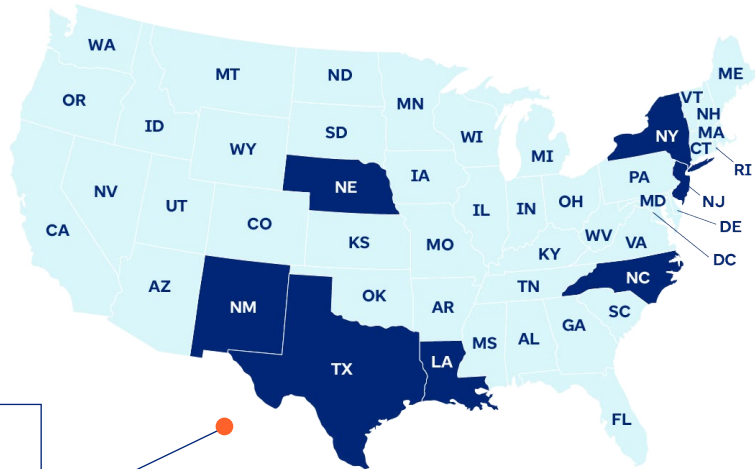 WA
MT
ND
MN
ME
VT
NH
MA
CT
RI
NY
OR
ID
SD
WI
MI
WY
NE
IA
PA
NJ
NV
UT
CO
IL
IN
OH
MD
DE
CA
KS
MO
KY
WV
VA
DC
AZ
NM
OK
AR
TN
NC
SC
TX
LA
MS
AL
GA
FL